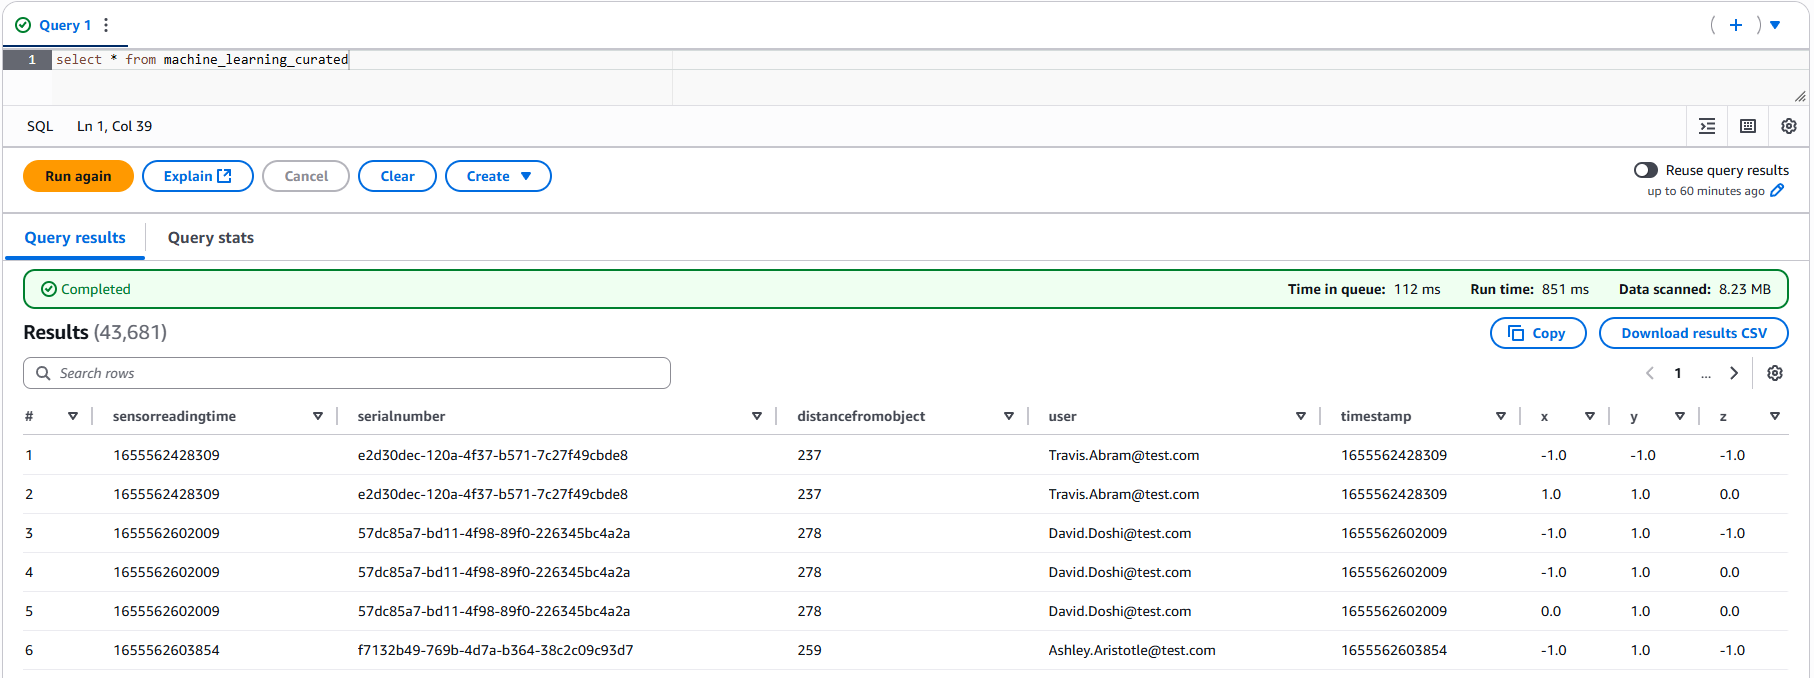 Query 1
1 select * from machine_learning_curated
SQL Ln 1, Col 39
Run again Explain Cancel Clear Create Reuse query results
up to 60 minutes ago
Query results Query stats
Completed Time in queue: 112 ms Run time: 851 ms Data scanned: 8.23 MB
Results (43,681) Copy Download results CSV
Search rows 1 ...
# sensorreadingtime serialnumber distancefromobject user timestamp x y z
1 1655562428309 e2d30dec-120a-4f37-b571-7c27f49cbde8 237 Travis.Abram@test.com 1655562428309 -1.0 -1.0 -1.0
2 1655562428309 e2d30dec-120a-4f37-b571-7c27f49cbde8 237 Travis.Abram@test.com 1655562428309 1.0 1.0 0.0
3 1655562602009 57dc85a7-bd11-4f98-89f0-226345bc4a2a 278 David.Doshi@test.com 1655562602009 -1.0 1.0 -1.0
4 1655562602009 57dc85a7-bd11-4f98-89f0-226345bc4a2a 278 David.Doshi@test.com 1655562602009 -1.0 1.0 0.0
5 1655562602009 57dc85a7-bd11-4f98-89f0-226345bc4a2a 278 David.Doshi@test.com 1655562602009 0.0 1.0 0.0
6 1655562603854 f7132b49-769b-4d7a-b364-38c2c09c93d7 259 Ashley.Aristotle@test.com 1655562603854 -1.0 1.0 -1.0